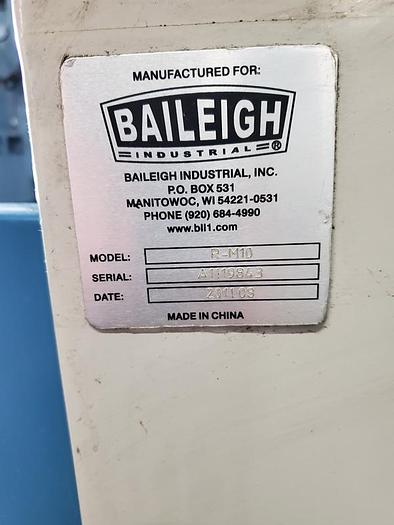 MANUFACTURED FOR:
BAILEIGH
INDUSTRIAL ®
BAILEIGH INDUSTRIAL, INC.
P.O. BOX 531
MANITOWOC, WI 54221-0531
PHONE (920) 684-4990
www.bii1.com
MODEL: R-M10
SERIAL:
DATE:
MADE IN CHINA